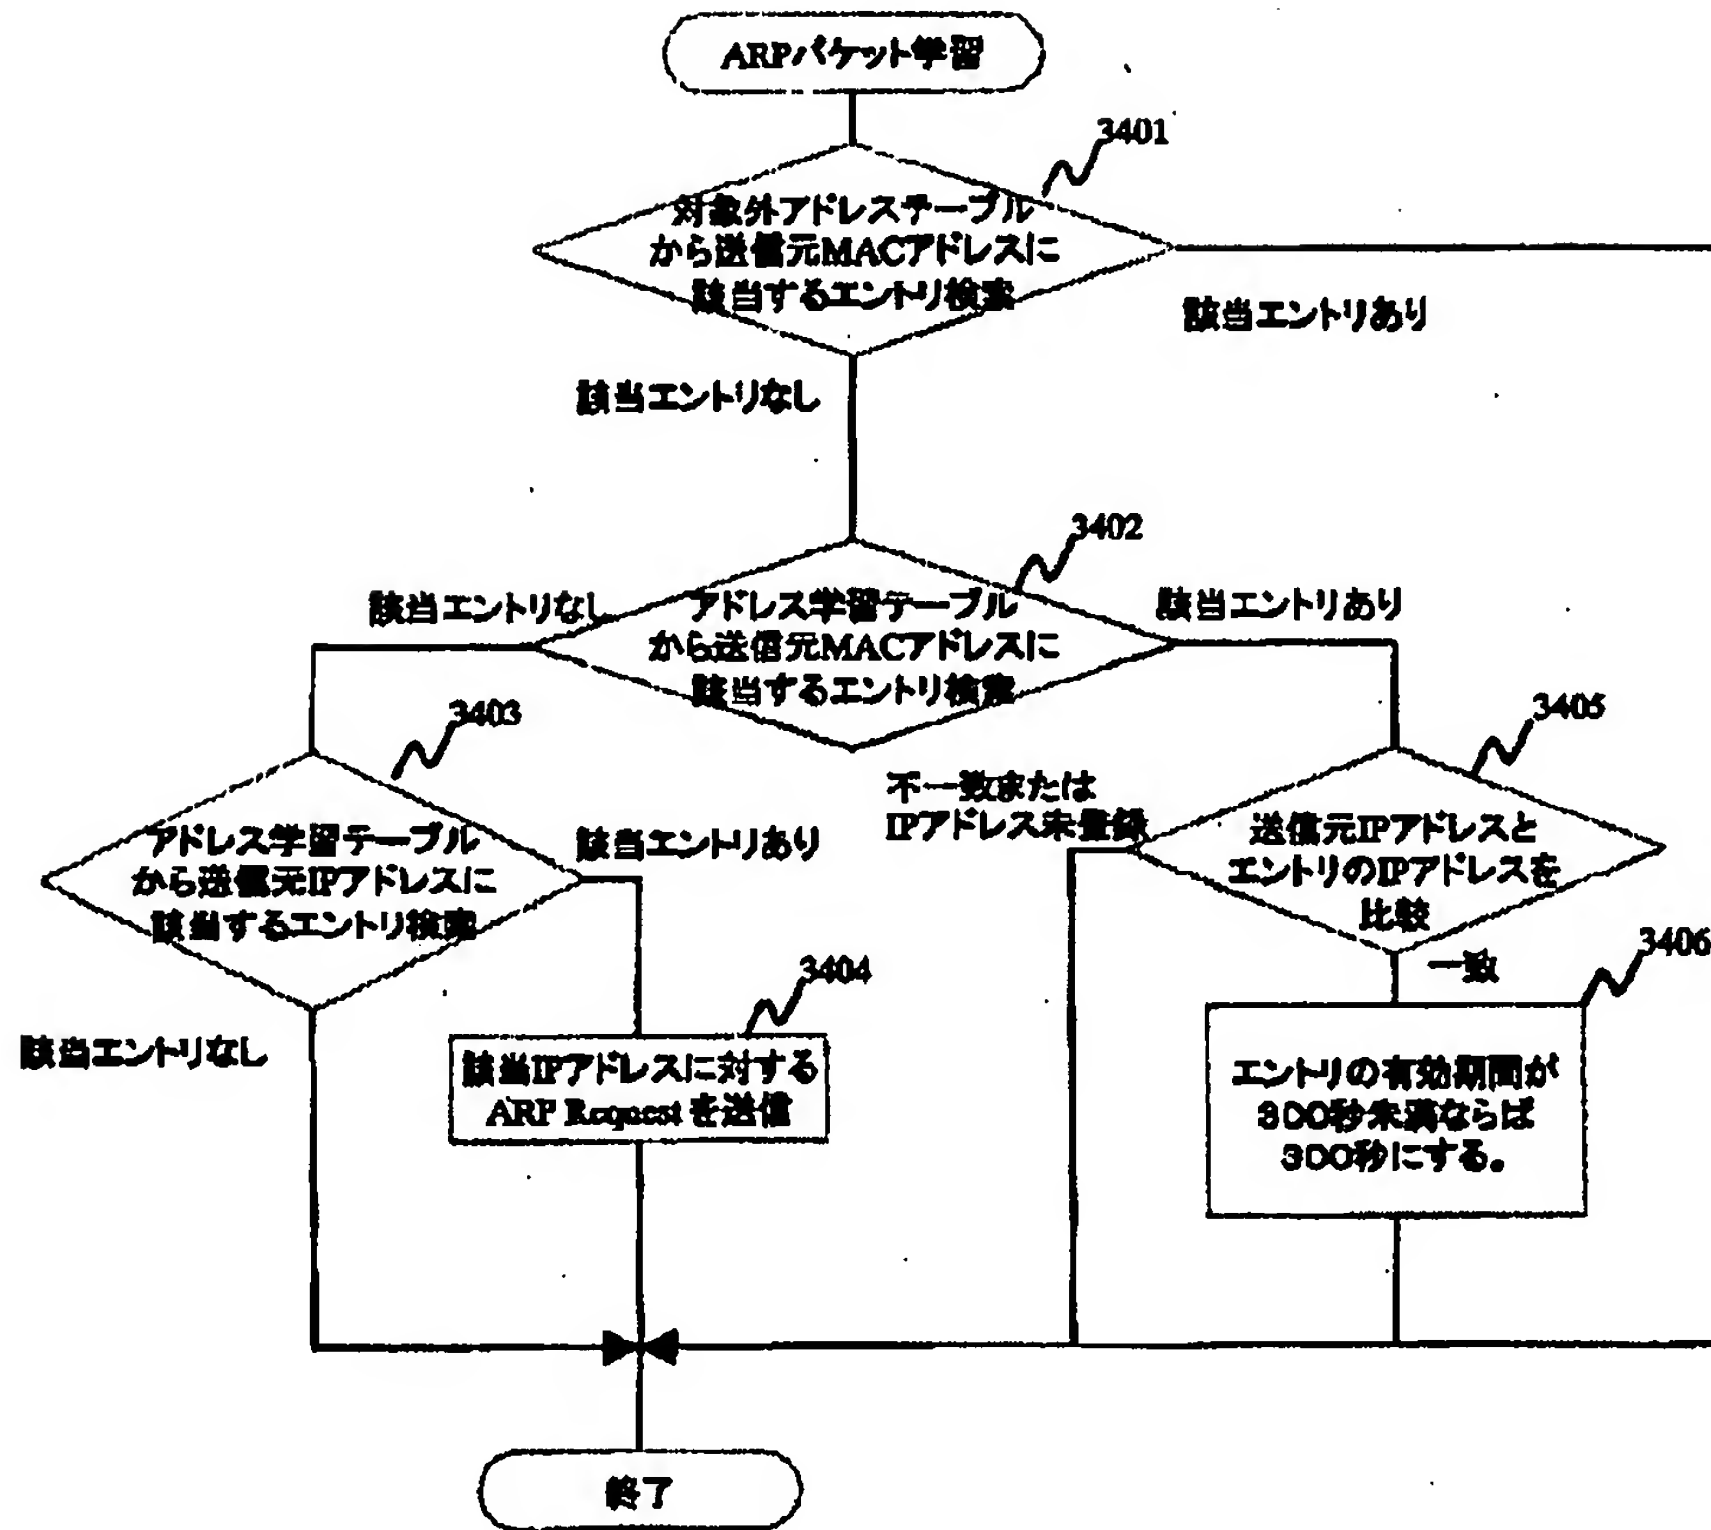 ARPパケット学習
3401
対象外アドレステーブル
から送信元MACアドレスに
該当するエントリ検索
該当エントリあり
該当エントリなし
3402
該当エントリなし
アドレス学習テーブル
から送信元MACアドレスに
該当するエントリ検索
該当エントリあり
3403
3405
不一致または
IPアドレス未登録
送信元IPアドレスと
エントリのIPアドレスを
比較
アドレス学習テーブル
から送信元IPアドレスに
該当するエントリ検索
該当エントリあり
一致
3406
3404
該当エントリなし
該当IPアドレスに対する
ARP Request を送信
エントリの有効期間が
300秒未満ならば
300秒にする。
終了